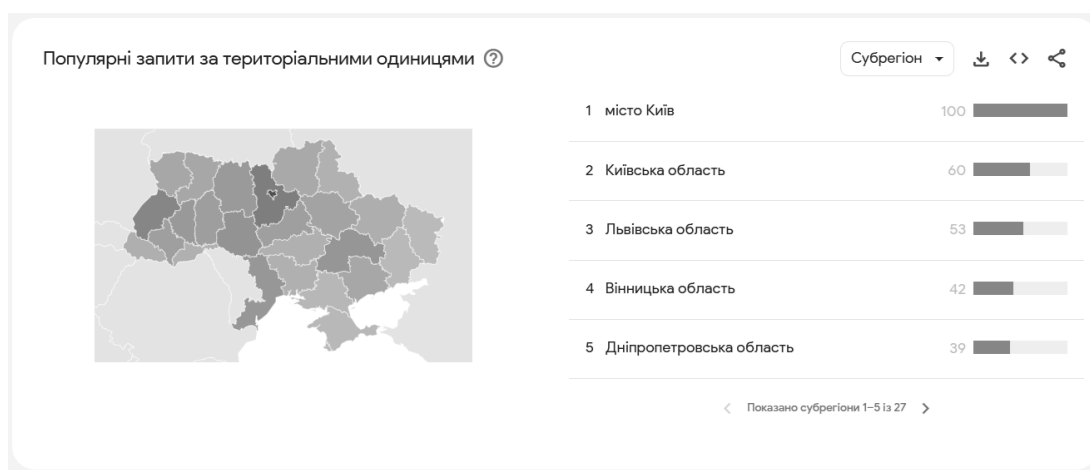 Популярні запити за територіальними одиницями ?
Субрегіон
1 місто Київ 100
2 Київська область 60
3 Львівська область 53
4 Вінницька область 42
5 Дніпропетровська область 39
Показано субрегіони 1–5 із 27